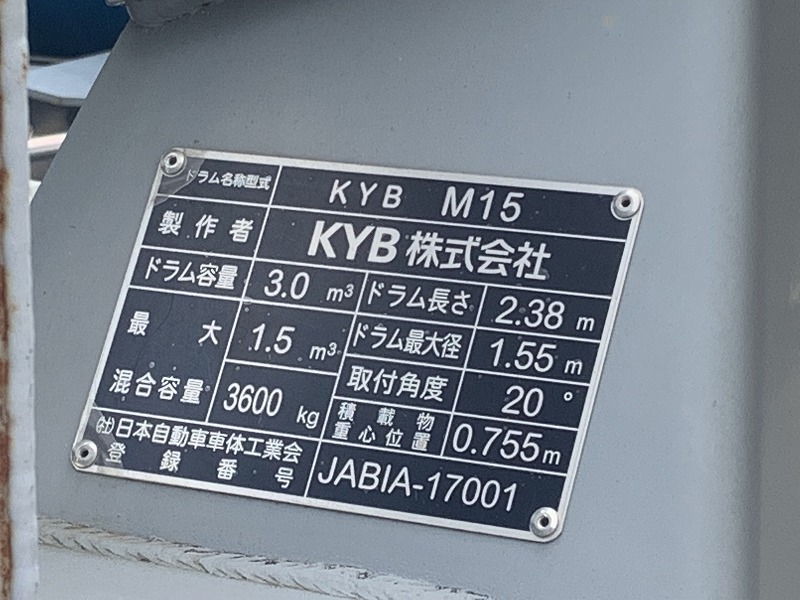 ドラム名称型式 KYB M15
製作者 KYB株式会社
ドラム容量 3.0 m³ ドラム長さ 2.38 m
最大混合容量 1.5 m³ ドラム最大径 1.55 m
3600 kg 取付角度 20°
積載物重心位置 0.755m
(社)日本自動車車体工業会
登録番号 JABIA-17001